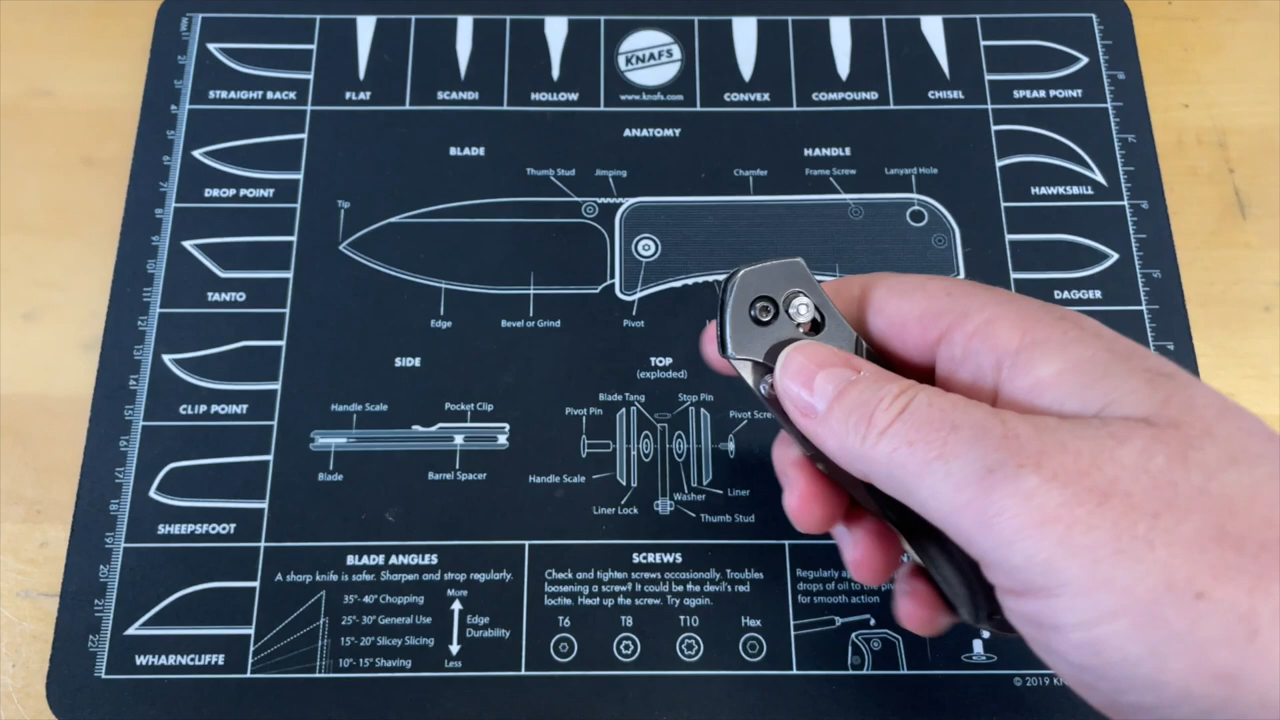 MM
STRAIGHT BACK
FLAT
SCANDI
HOLLOW
KNAFS
www.knafs.com
CONVEX
COMPOUND
CHISEL
SPEAR POINT
DROP POINT
TANTO
CLIP POINT
SHEEPSFOOT
WHARNCLIFFE
HAWKSBILL
DAGGER
ANATOMY
BLADE
HANDLE
Thumb Stud
Jimping
Chamfer
Frame Screw
Lanyard Hole
Tip
Edge
Bevel or Grind
Pivot
SIDE
Handle Scale
Pocket Clip
Blade
Barrel Spacer
TOP
(exploded)
Blade Tang
Stop Pin
Pivot Pin
Pivot Screw
Handle Scale
Washer
Liner
Liner Lock
Thumb Stud
BLADE ANGLES
A sharp knife is safer. Sharpen and strop regularly.
35°- 40° Chopping
25°- 30° General Use
15°- 20° Slicey Slicing
10°- 15° Shaving
More
Edge
Durability
Less
SCREWS
Check and tighten screws occasionally. Troubles
loosening a screw? It could be the devil's red
loctite. Heat up the screw. Try again.
T6
T8
T10
Hex
Regularly
drops of oil to the
for smooth action
© 2019